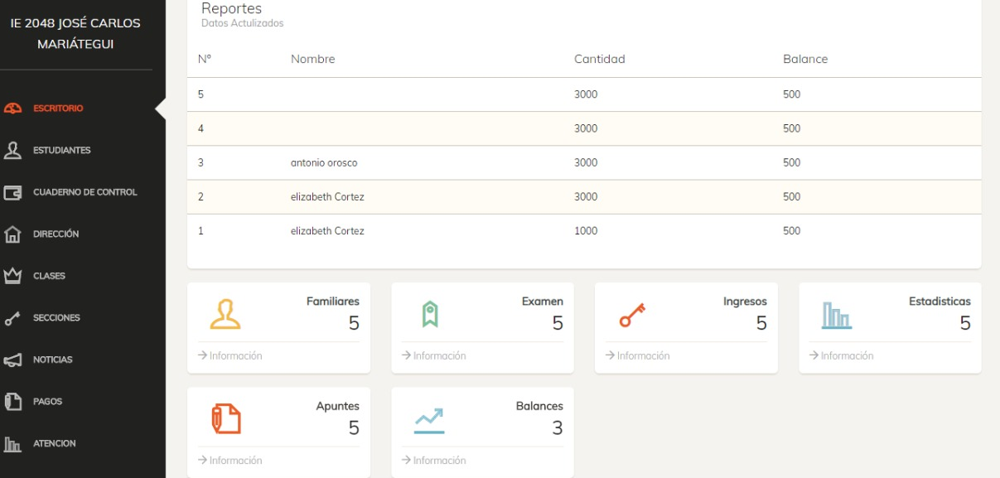 IE 2048 JOSÉ CARLOS
MARIÁTEGUI
ESCRITORIO
ESTUDIANTES
CUADERNO DE CONTROL
DIRECCIÓN
CLASES
SECCIONES
NOTICIAS
PAGOS
ATENCION
Reportes
Datos Actulizados
Nº Nombre Cantidad Balance
5 3000 500
4 3000 500
3 antonio orosco 3000 500
2 elizabeth Cortez 3000 500
1 elizabeth Cortez 1000 500
Familiares
5
Información
Examen
5
Información
Ingresos
5
Información
Estadisticas
5
Información
Apuntes
5
Información
Balances
3
Información